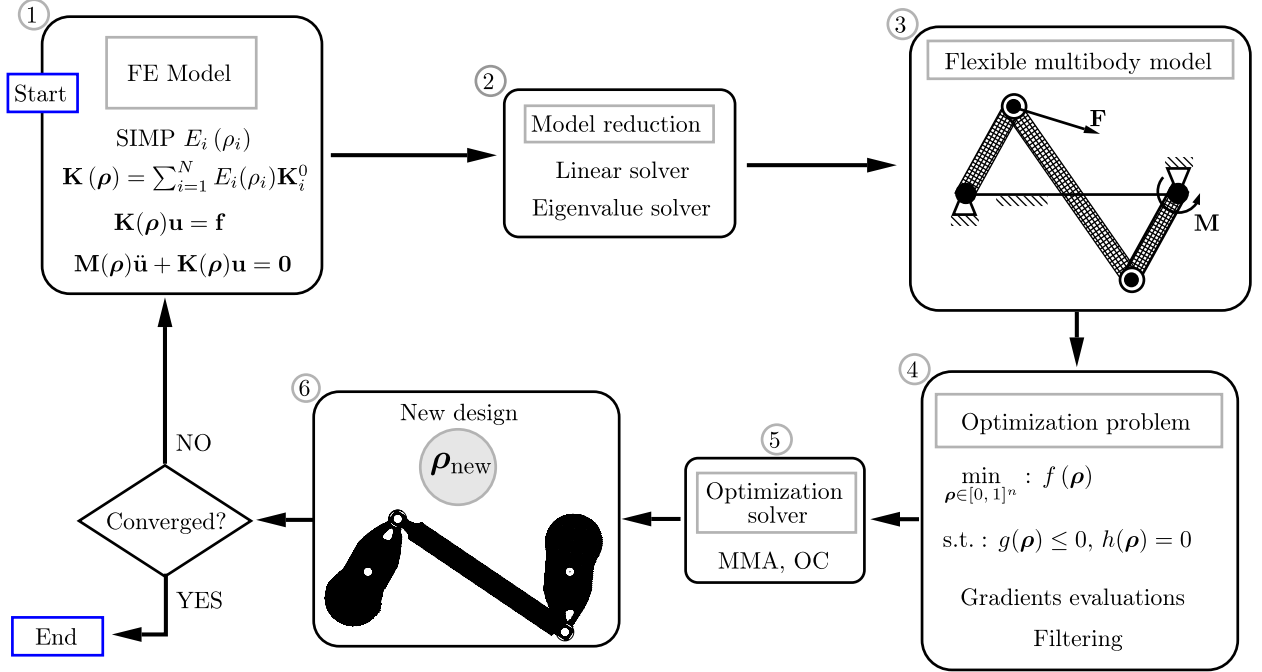 1
Start
FE Model
SIMP E_i (ρ_i)
K (ρ) = ∑_{i=1}^{N} E_i(ρ_i)K_i^0
K(ρ)u = f
M(ρ)ü + K(ρ)u = 0
2
Model reduction
Linear solver
Eigenvalue solver
3
Flexible multibody model
F
M
4
Optimization problem
min : f (ρ)
ρ∈[0, 1]^n
s.t. : g(ρ) ≤ 0, h(ρ) = 0
Gradients evaluations
Filtering
5
Optimization
solver
MMA, OC
6
New design
ρ_new
Converged?
NO
YES
End